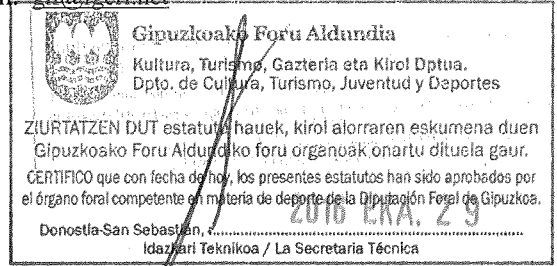 Gipuzkoako Foru Aldundia
Kultura, Turismo, Gazteria eta Kirol Dptua.
Dpto. de Cultura, Turismo, Juventud y Deportes
ZIURTATZEN DUT estatutu hauek, kirol alorraren eskumena duen
Gipuzkoako Foru Aldundiko foru organoak onartu dituela gaur.
CERTIFICO que con fecha de hoy, los presentes estatutos han sido aprobados por
el órgano foral competente en materia de deporte de la Diputación Foral de Gipuzkoa.
2016 EKA. 29
Donostia-San Sebastián,
Idazkari Teknikoa / La Secretaria Técnica